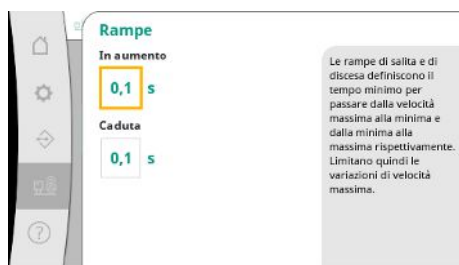 Rampe
In aumento
0,1 s
Caduta
0,1 s
Le rampe di salita e di
discesa definiscono il
tempo minimo per
passare dalla velocità
massima alla minima e
dalla minima alla
massima rispettivamente.
Limitano quindi le
variazioni di velocità
massima.
?